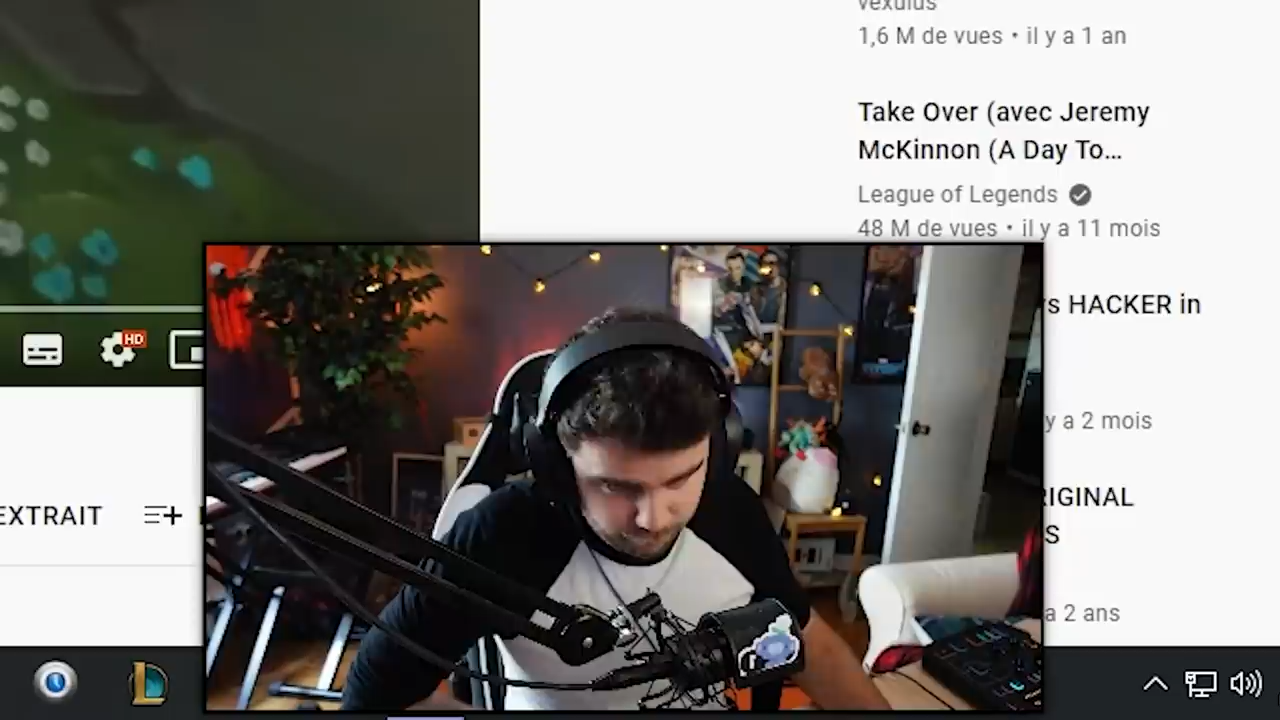 vexulus
1,6 M de vues • il y a 1 an
Take Over (avec Jeremy
McKinnon (A Day To…
League of Legends
48 M de vues • il y a 11 mois
vs HACKER in
y a 2 mois
RIGINAL
S
a 2 ans
HD
EXTRAIT